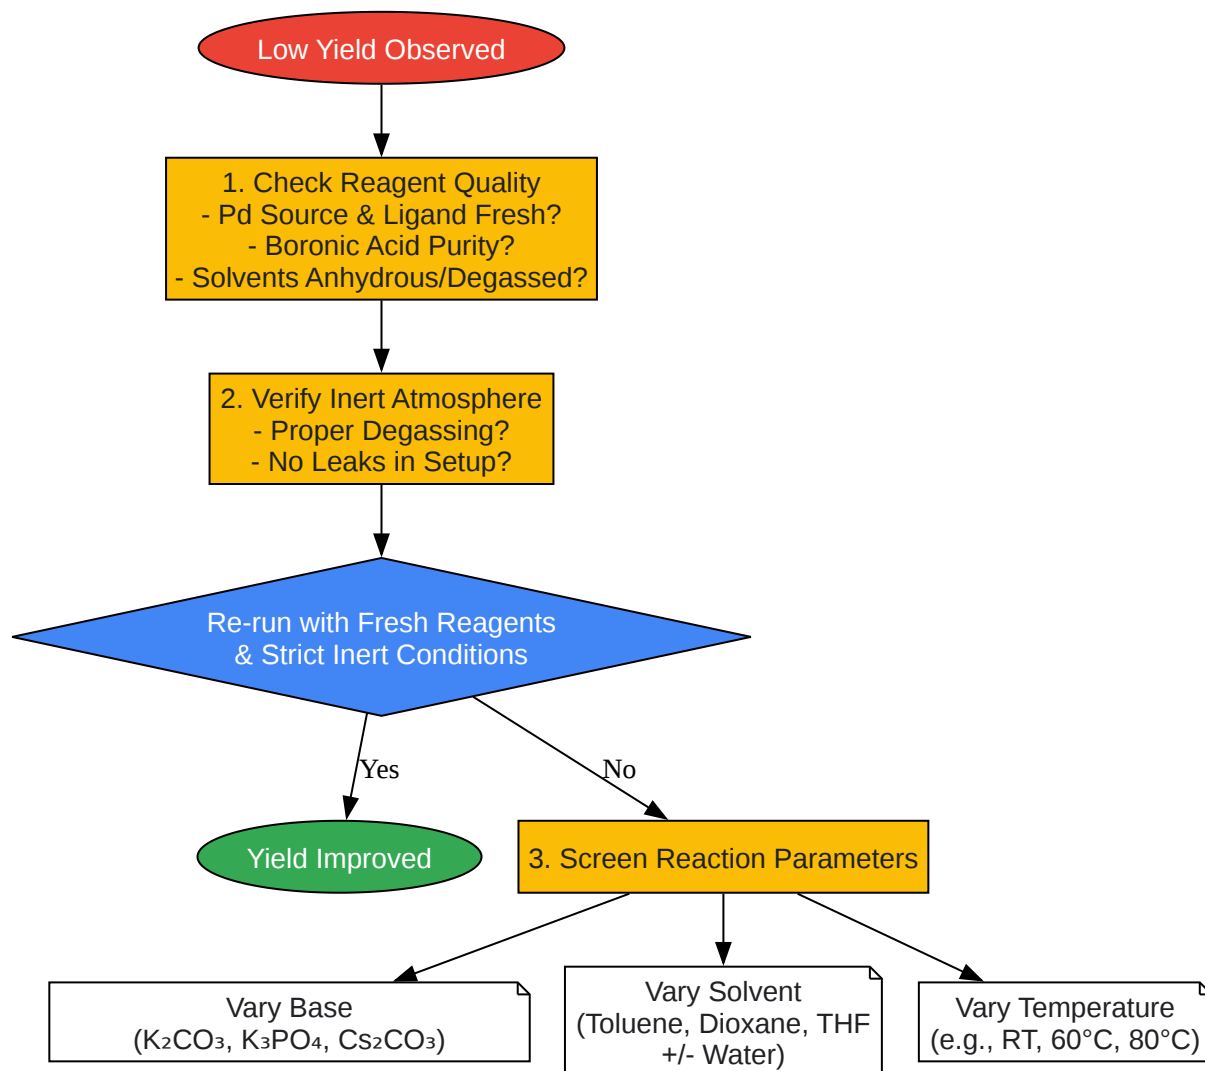 Low Yield Observed
1. Check Reagent Quality
- Pd Source & Ligand Fresh?
- Boronic Acid Purity?
- Solvents Anhydrous/Degassed?
2. Verify Inert Atmosphere
- Proper Degassing?
- No Leaks in Setup?
Re-run with Fresh Reagents
& Strict Inert Conditions
Yes
No
Yield Improved
3. Screen Reaction Parameters
Vary Base
(K₂CO₃, K₃PO₄, Cs₂CO₃)
Vary Solvent
(Toluene, Dioxane, THF
+/- Water)
Vary Temperature
(e.g., RT, 60°C, 80°C)